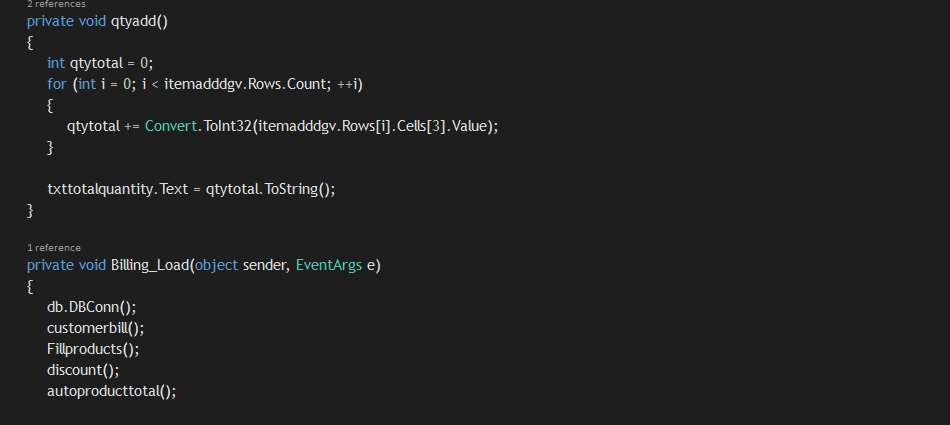 2 references
private void qtyadd()
{
int qtytotal = 0;
for (int i = 0; i < itemadddgv.Rows.Count; ++i)
{
qtytotal += Convert.ToInt32(itemadddgv.Rows[i].Cells[3].Value);
}
txttotalquantity.Text = qtytotal.ToString();
}
1 reference
private void Billing_Load(object sender, EventArgs e)
{
db.DBConn();
customerbill();
Fillproducts();
discount();
autoproducttotal();